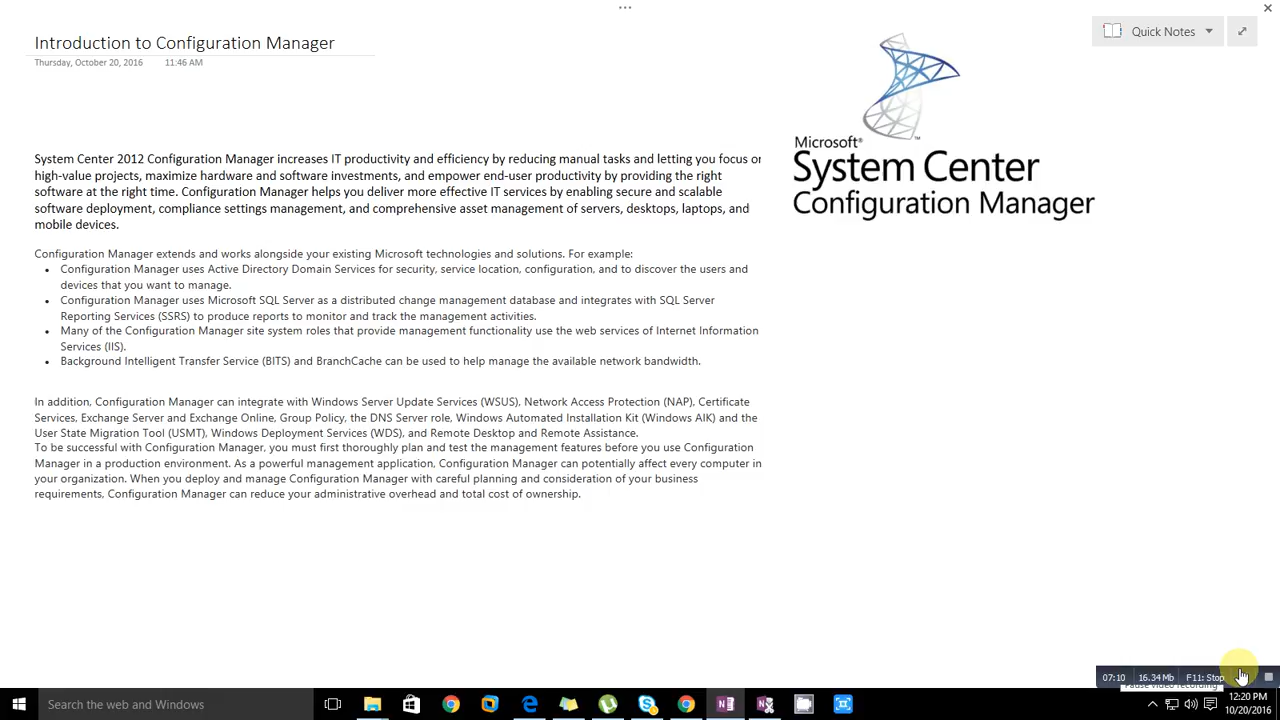 Introduction to Configuration Manager
Thursday, October 20, 2016 11:46 AM
Quick Notes
Microsoft®
System Center
Configuration Manager
™
System Center 2012 Configuration Manager increases IT productivity and efficiency by reducing manual tasks and letting you focus on
high-value projects, maximize hardware and software investments, and empower end-user productivity by providing the right
software at the right time. Configuration Manager helps you deliver more effective IT services by enabling secure and scalable
software deployment, compliance settings management, and comprehensive asset management of servers, desktops, laptops, and
mobile devices.
Configuration Manager extends and works alongside your existing Microsoft technologies and solutions. For example:
• Configuration Manager uses Active Directory Domain Services for security, service location, configuration, and to discover the users and
devices that you want to manage.
• Configuration Manager uses Microsoft SQL Server as a distributed change management database and integrates with SQL Server
Reporting Services (SSRS) to produce reports to monitor and track the management activities.
• Many of the Configuration Manager site system roles that provide management functionality use the web services of Internet Information
Services (IIS).
• Background Intelligent Transfer Service (BITS) and BranchCache can be used to help manage the available network bandwidth.
In addition, Configuration Manager can integrate with Windows Server Update Services (WSUS), Network Access Protection (NAP), Certificate
Services, Exchange Server and Exchange Online, Group Policy, the DNS Server role, Windows Automated Installation Kit (Windows AIK) and the
User State Migration Tool (USMT), Windows Deployment Services (WDS), and Remote Desktop and Remote Assistance.
To be successful with Configuration Manager, you must first thoroughly plan and test the management features before you use Configuration
Manager in a production environment. As a powerful management application, Configuration Manager can potentially affect every computer in
your organization. When you deploy and manage Configuration Manager with careful planning and consideration of your business
requirements, Configuration Manager can reduce your administrative overhead and total cost of ownership.
07:10 16.34 Mb F11: Stop
Pause video recording
Search the web and Windows
12:20 PM
10/20/2016